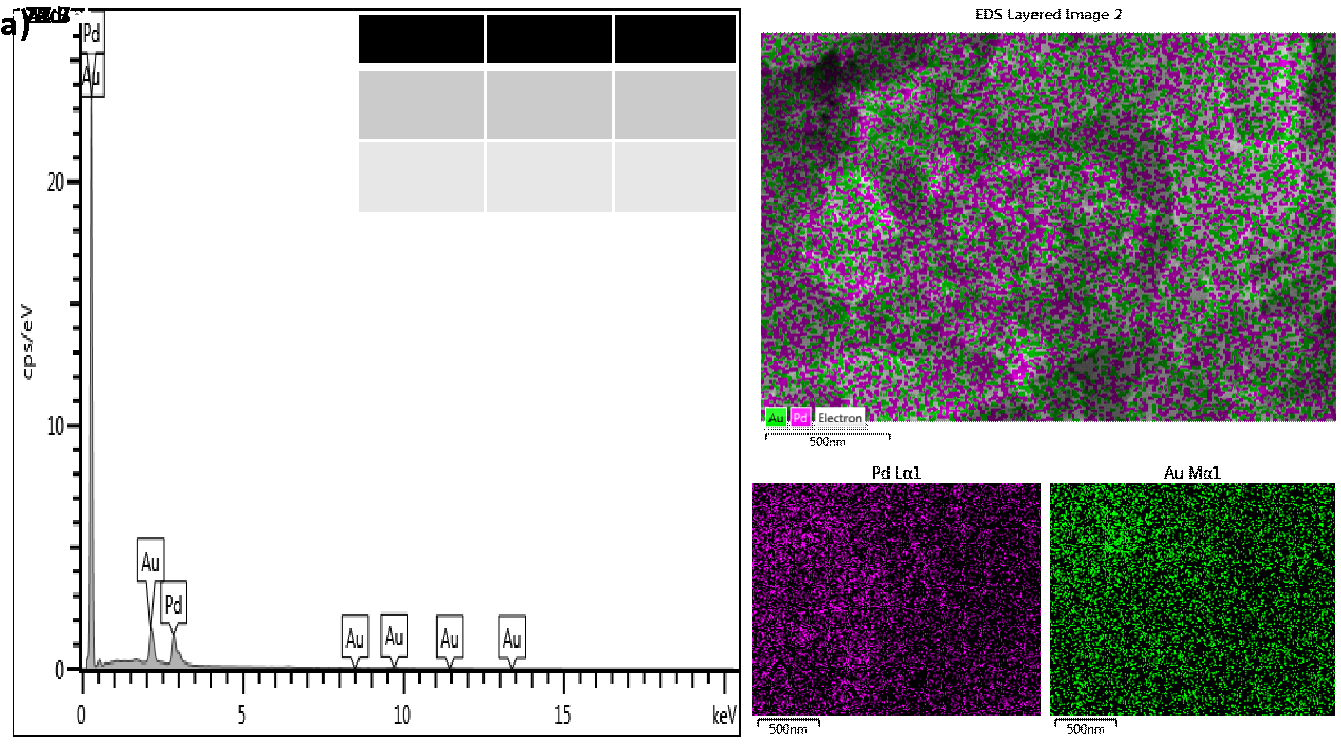 a)
Pd
Au
20
10
0
cps/eV
Au
Pd
Au
Au
Au
Au
0
5
10
15
keV
EDS Layered Image 2
Au
Pd
Electron
500nm
Pd Lα1
Au Mα1
500nm
500nm